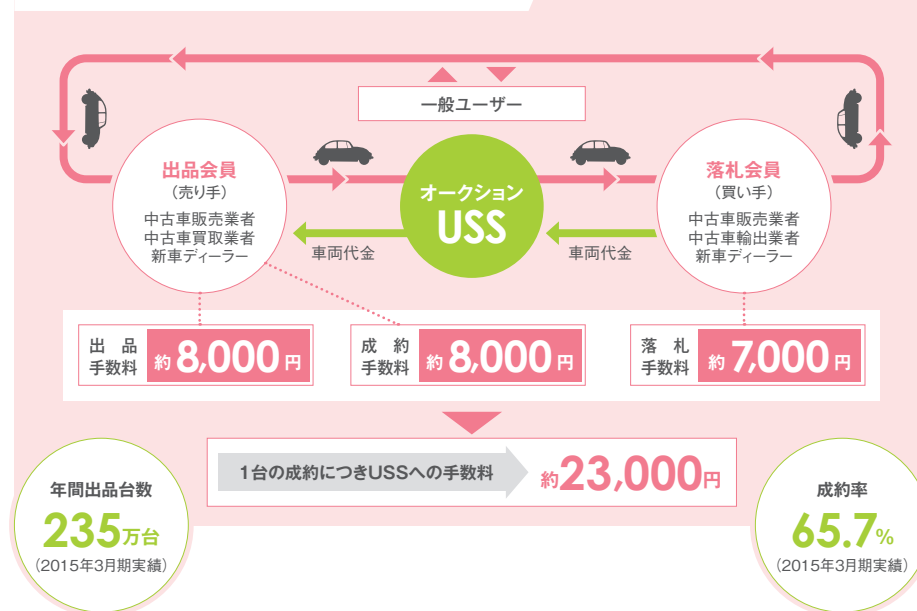 一般ユーザー
出品会員
(売り手)
中古車販売業者
中古車買取業者
新車ディーラー
オークション
USS
落札会員
(買い手)
中古車販売業者
中古車輸出業者
新車ディーラー
車両代金
車両代金
出品
手数料
約8,000円
成約
手数料
約8,000円
落札
手数料
約7,000円
1台の成約につきUSSへの手数料
約23,000円
年間出品台数
235万台
(2015年3月期実績)
成約率
65.7%
(2015年3月期実績)